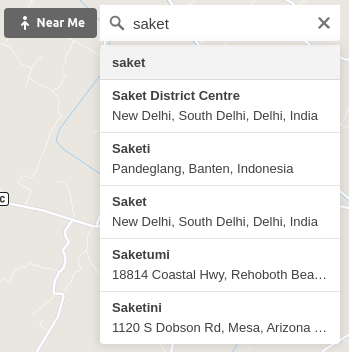 Near Me
saket
saket
Saket District Centre
New Delhi, South Delhi, Delhi, India
Saketi
Pandeglang, Banten, Indonesia
Saket
New Delhi, South Delhi, Delhi, India
Saketumi
18814 Coastal Hwy, Rehoboth Bea...
Saketini
1120 S Dobson Rd, Mesa, Arizona ...
C